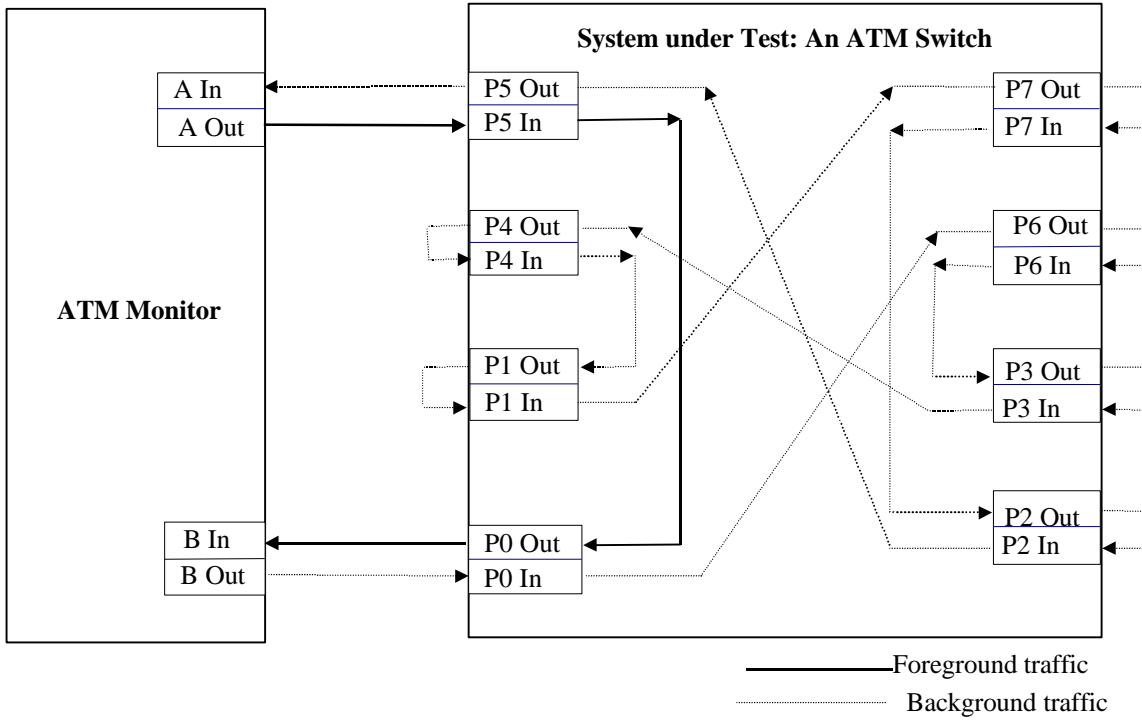 System under Test: An ATM Switch
A In
A Out
P5 Out
P5 In
P7 Out
P7 In
P4 Out
P4 In
P6 Out
P6 In
ATM Monitor
P1 Out
P1 In
P3 Out
P3 In
B In
B Out
P0 Out
P0 In
P2 Out
P2 In
Foreground traffic
Background traffic